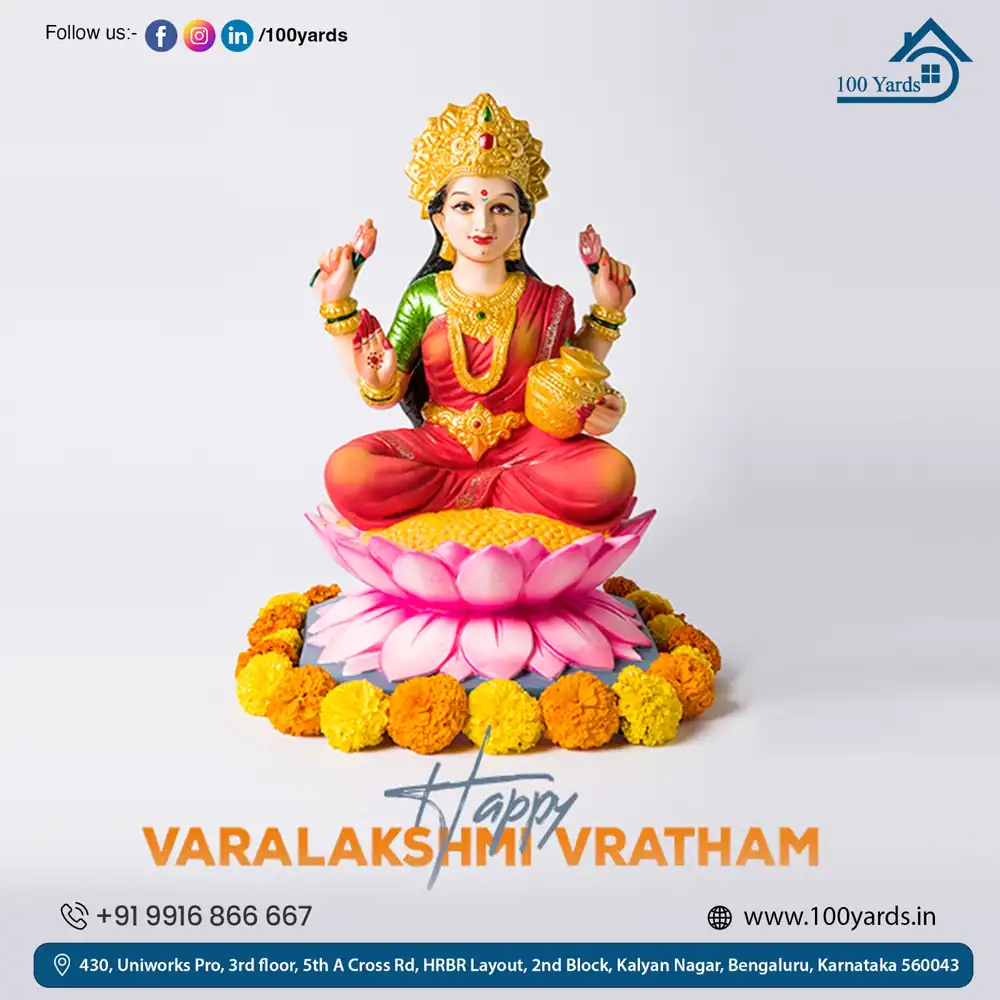 Follow us:- /100yards
100 Yards
Happy
VARALAKSHMI VRATHAM
+91 9916 866 667
www.100yards.in
430, Uniworks Pro, 3rd floor, 5th A Cross Rd, HRBR Layout, 2nd Block, Kalyan Nagar, Bengaluru, Karnataka 560043